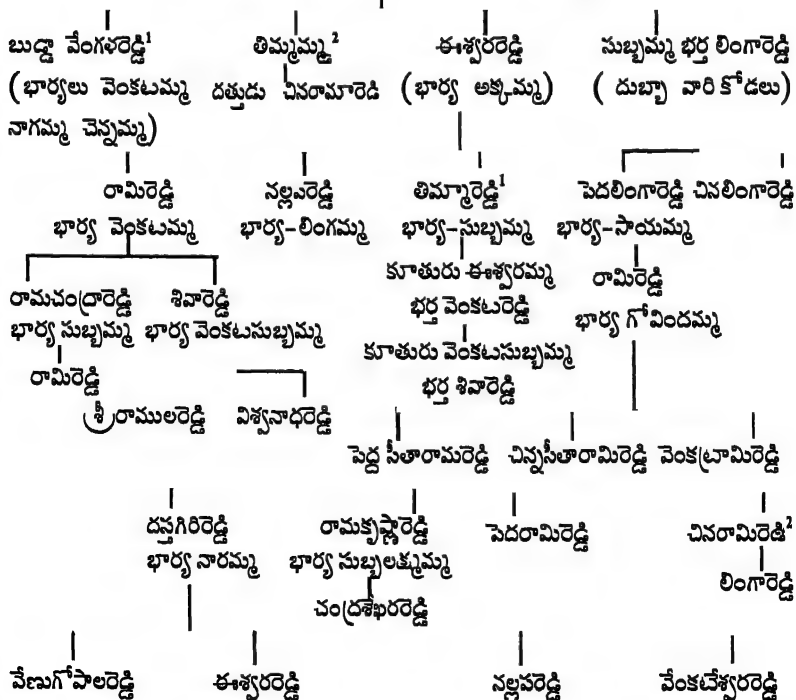 బుడ్డా వేంగళరెడ్డి¹ తిమ్మమ్మ² ఈశ్వరరెడ్డి సుబ్బమ్మ భర్త లింగారెడ్డి
(భార్యలు వెంకటమ్మ దత్తుడు చినరామారెడి (భార్య అక్కమ్మ) ( దుబ్బా వారి కోడలు)
నాగమ్మ చెన్నమ్మ)
రామిరెడ్డి నల్లపరెడ్డి తిమ్మారెడ్డి¹ పెదలింగారెడ్డి చినలింగారెడ్డి
భార్య వెంకటమ్మ భార్య-లింగమ్మ భార్య-సుబ్బమ్మ భార్య-సాయమ్మ
కూతురు ఈశ్వరమ్మ రామిరెడ్డి
రామచంద్రారెడ్డి శివారెడ్డి భర్త వెంకటరెడ్డి
భార్య సుబ్బమ్మ భార్య వెంకటసుబ్బమ్మ భార్య గోవిందమ్మ
కూతురు వెంకటసుబ్బమ్మ
రామిరెడ్డి భర్త శివారెడ్డి
శ్రీరాములరెడ్డి విశ్వనాధరెడ్డి
పెద్ద సీతారామరెడ్డి చిన్నసీతారామిరెడ్డి వెంకట్రామిరెడ్డి
దస్తగిరిరెడ్డి రామకృష్ణారెడ్డి పెదరామిరెడ్డి చినరామిరెడి²
భార్య నారమ్మ భార్య సుబ్బలక్ష్మమ్మ
లింగారెడ్డి
చంద్రశేఖరరెడ్డి
వేణుగోపాలరెడ్డి ఈశ్వరరెడ్డి నల్లపరెడ్డి వేంకటేశ్వరరెడ్డి